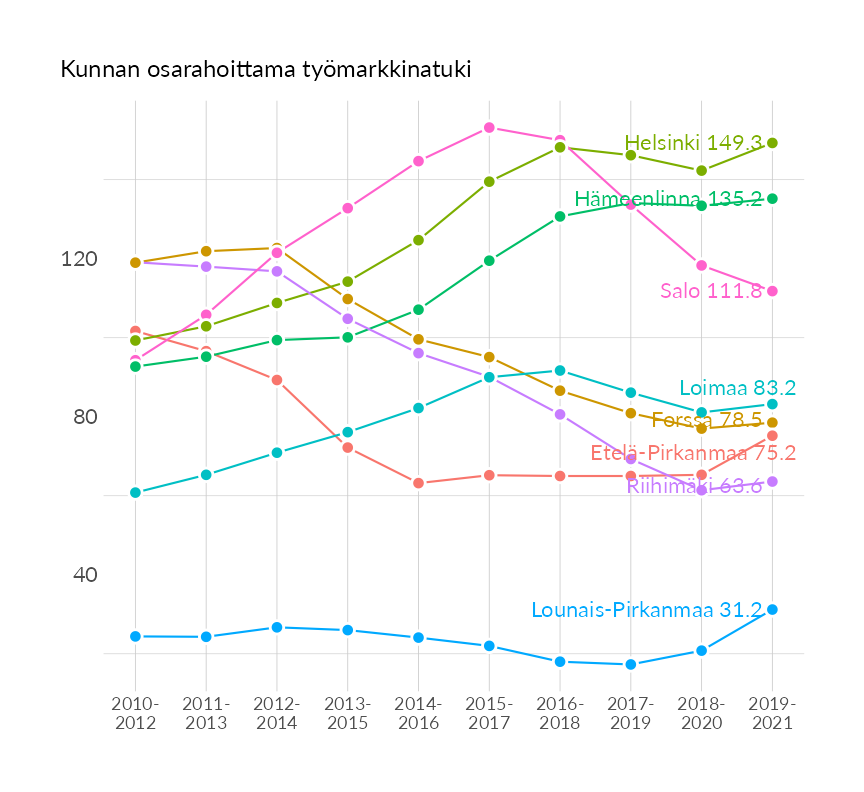 Kunnan osarahoittama työmarkkinatuki
Helsinki 149.3
Hämeenlinna 135.2
120
Salo 111.8
Loimaa 83.2
80
Forssa 78.5
Etelä-Pirkanmaa 75.2
Riihimäki 63.6
40
Lounais-Pirkanmaa 31.2
2010- 2011- 2012- 2013- 2014- 2015- 2016- 2017- 2018- 2019-
2012 2013 2014 2015 2016 2017 2018 2019 2020 2021